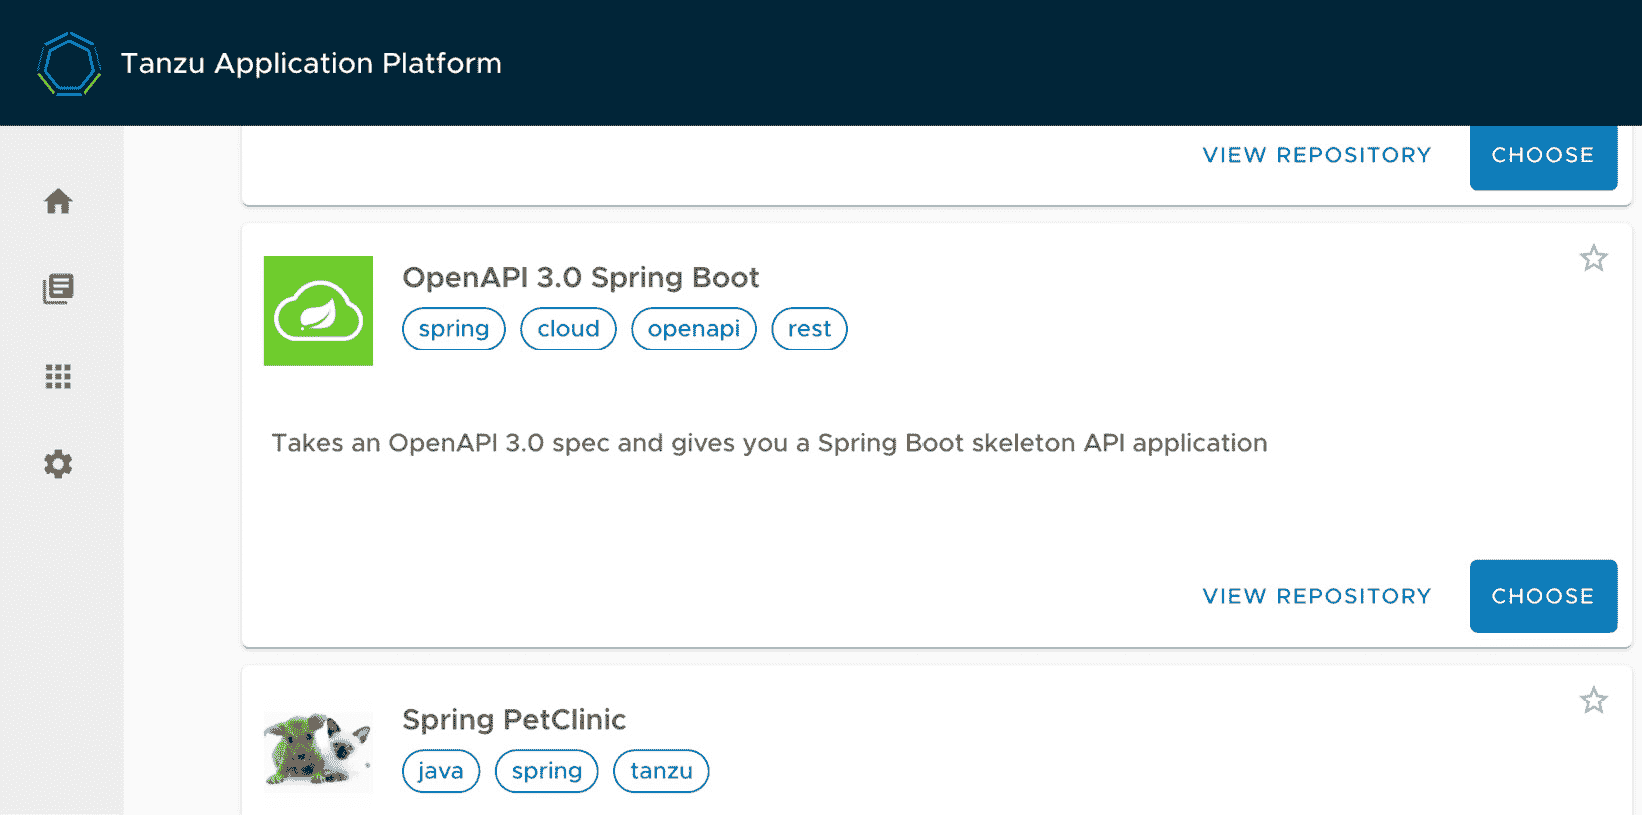 Tanzu Application Platform
VIEW REPOSITORY CHOOSE
OpenAPI 3.0 Spring Boot
spring cloud openapi rest
Takes an OpenAPI 3.0 spec and gives you a Spring Boot skeleton API application
VIEW REPOSITORY CHOOSE
Spring PetClinic
java spring tanzu